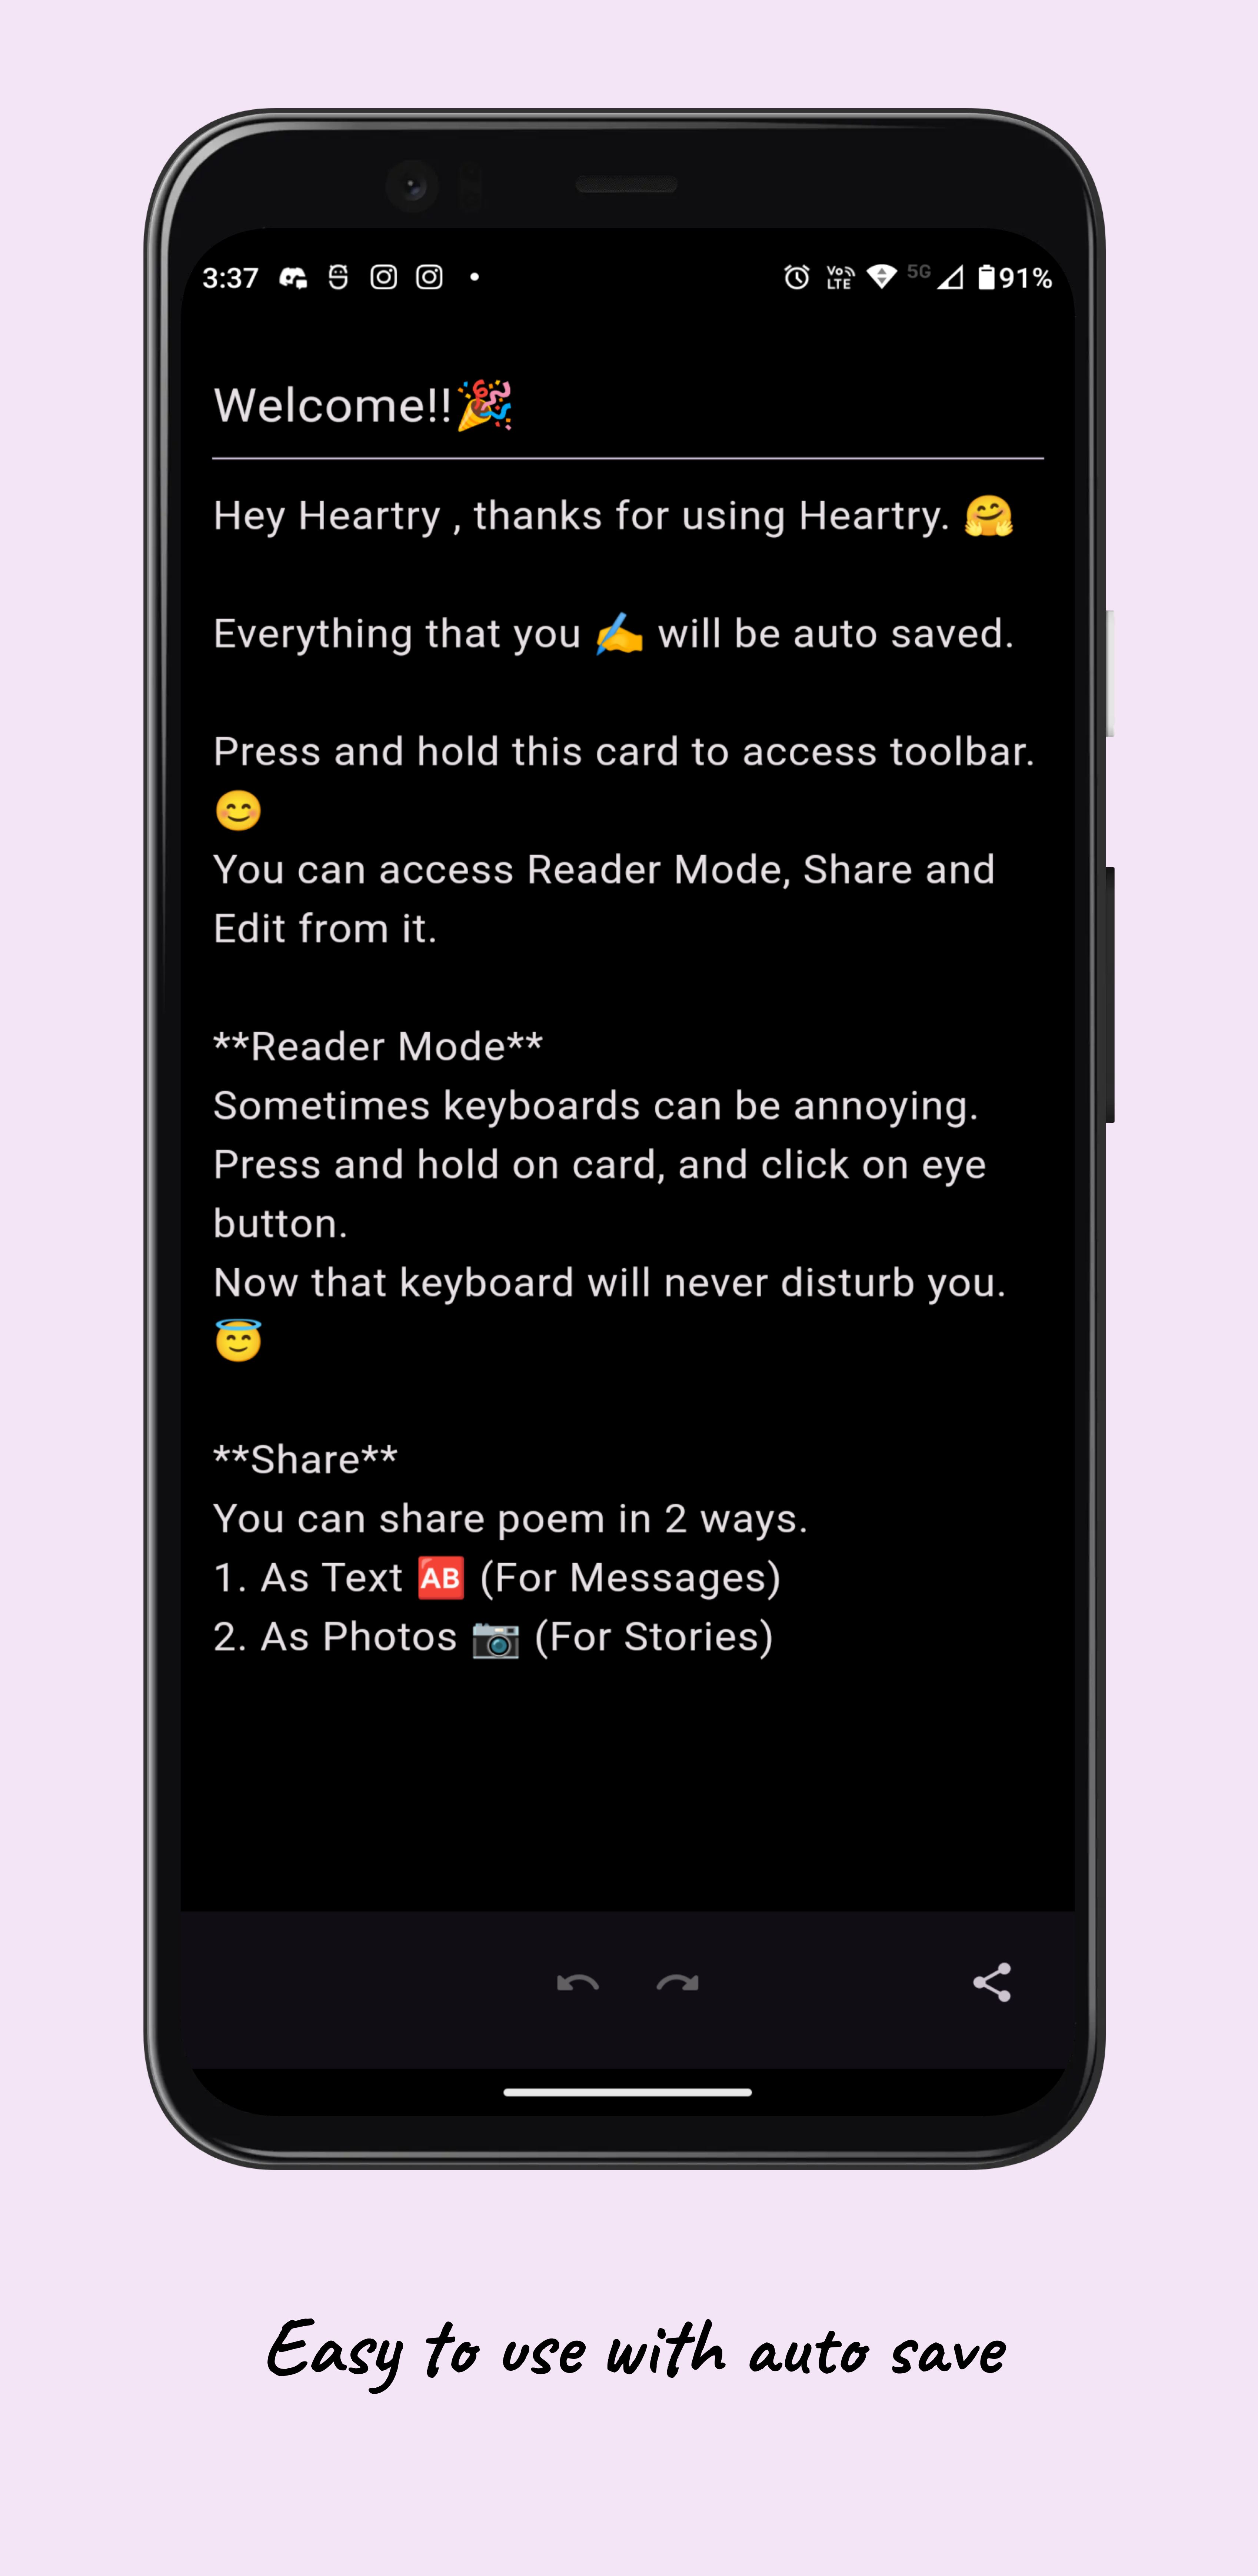 3:37 VoLTE 5G 91%
Welcome!!🎉
Hey Heartry , thanks for using Heartry. 🤗
Everything that you ✍️ will be auto saved.
Press and hold this card to access toolbar.
😊
You can access Reader Mode, Share and
Edit from it.
**Reader Mode**
Sometimes keyboards can be annoying.
Press and hold on card, and click on eye
button.
Now that keyboard will never disturb you.
😇
**Share**
You can share poem in 2 ways.
1. As Text 🆎 (For Messages)
2. As Photos 📷 (For Stories)
Easy to use with auto save